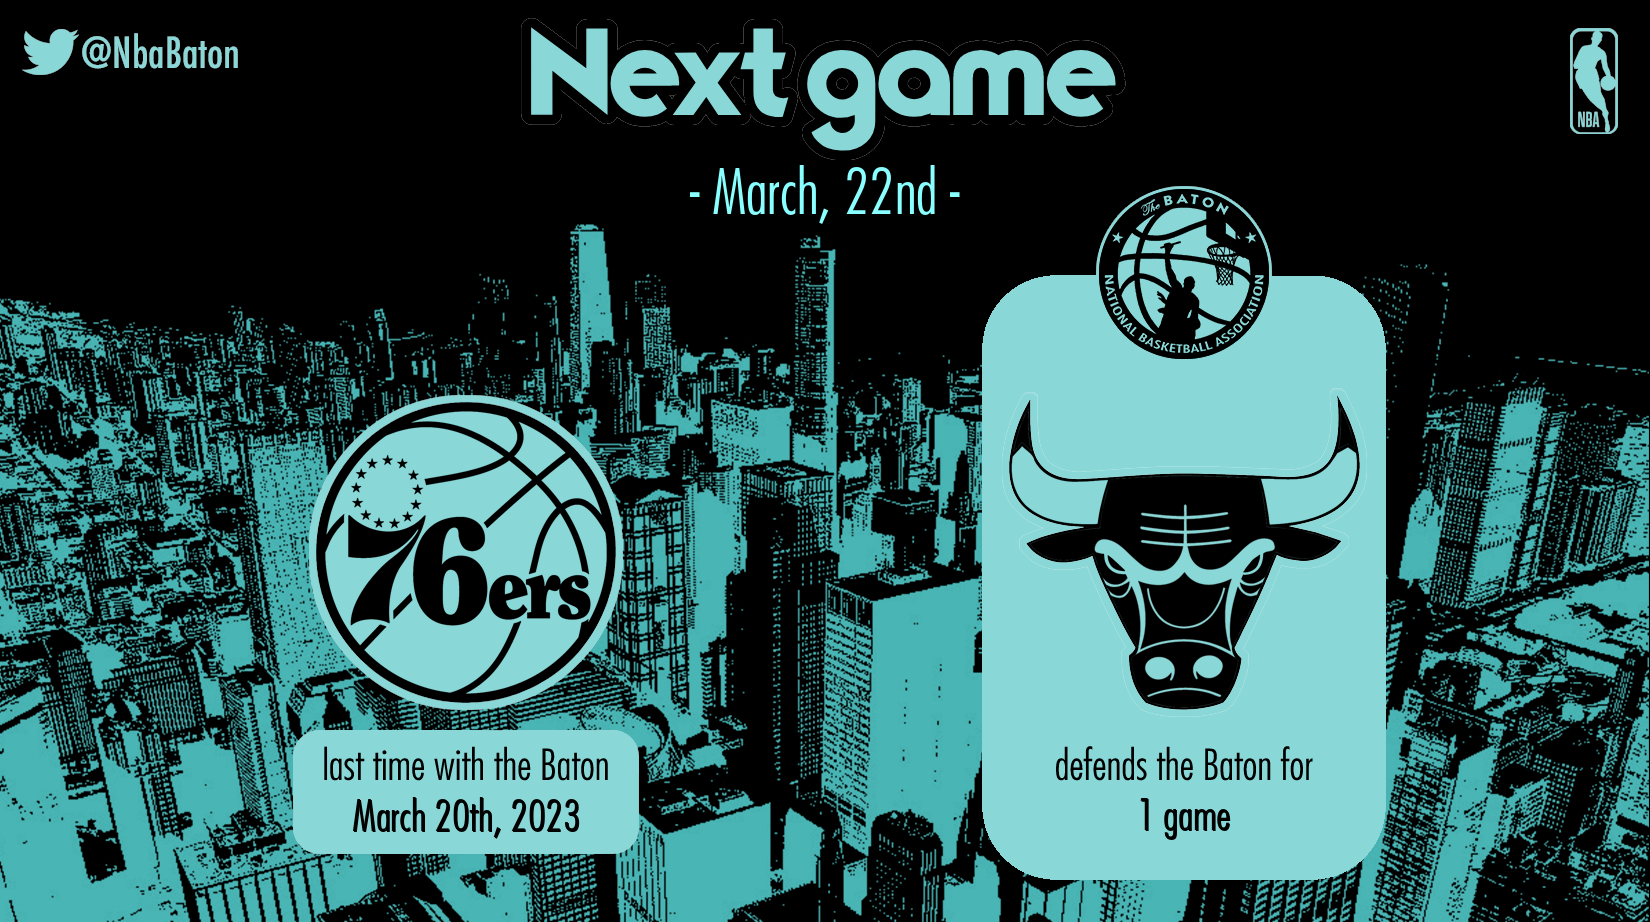 @NbaBaton
Next game
NBA
- March, 22nd -
The BATON
NATIONAL BASKETBALL ASSOCIATION
76ers
last time with the Baton
March 20th, 2023
defends the Baton for
1 game